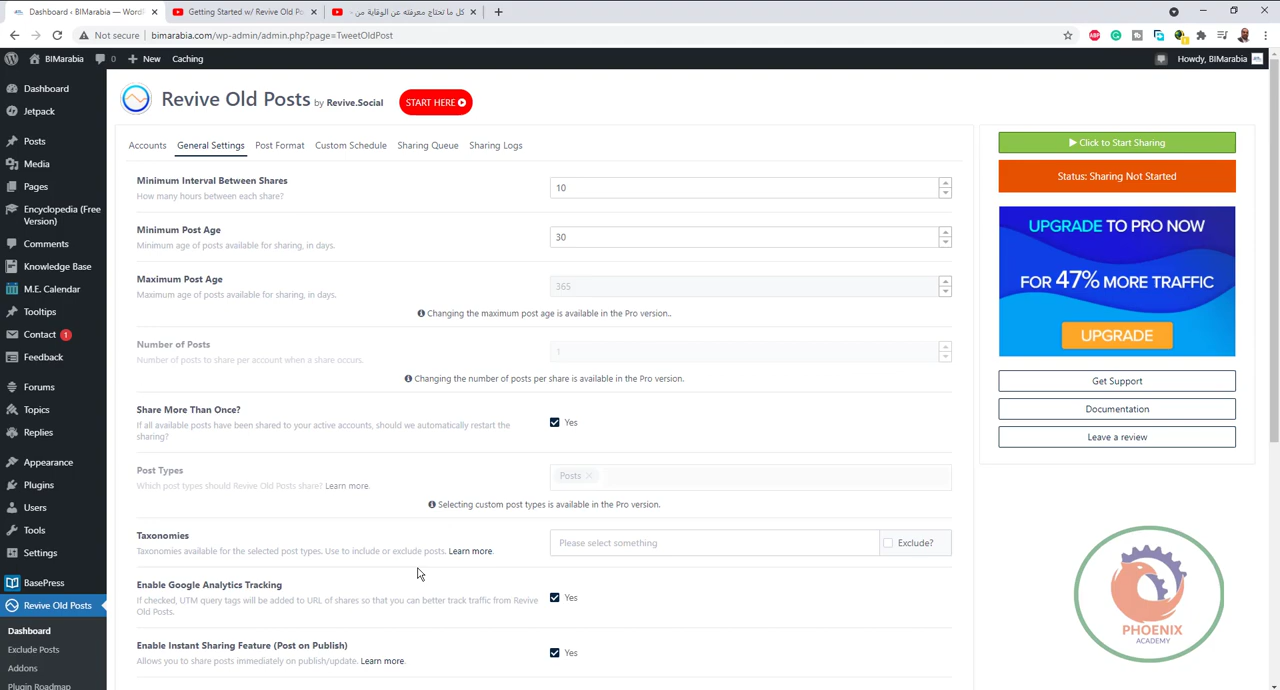 Dashboard ‹ BIMarabia — WordPr
Getting Started w/ Revive Old Po
كل ما تحتاج معرفته عن الوقاية من -
Not secure bimarabia.com/wp-admin/admin.php?page=TweetOldPost
BIMarabia 0 New Caching
Howdy, BIMarabia
Dashboard
Jetpack
Posts
Media
Pages
Encyclopedia (Free
Version)
Comments
Knowledge Base
M.E. Calendar
Tooltips
Contact 1
Feedback
Forums
Topics
Replies
Appearance
Plugins
Users
Tools
Settings
BasePress
Revive Old Posts
Dashboard
Exclude Posts
Addons
Plugin Roadmap
Revive Old Posts by Revive.Social START HERE
Accounts General Settings Post Format Custom Schedule Sharing Queue Sharing Logs
Minimum Interval Between Shares
How many hours between each share?
10
Minimum Post Age
Minimum age of posts available for sharing, in days.
30
Maximum Post Age
Maximum age of posts available for sharing, in days.
365
Changing the maximum post age is available in the Pro version..
Number of Posts
Number of posts to share per account when a share occurs.
1
Changing the number of posts per share is available in the Pro version.
Share More Than Once?
If all available posts have been shared to your active accounts, should we automatically restart the
sharing?
Yes
Post Types
Which post types should Revive Old Posts share? Learn more.
Posts
Selecting custom post types is available in the Pro version.
Taxonomies
Taxonomies available for the selected post types. Use to include or exclude posts. Learn more.
Please select something
Exclude?
Enable Google Analytics Tracking
If checked, UTM query tags will be added to URL of shares so that you can better track traffic from Revive
Old Posts.
Yes
Enable Instant Sharing Feature (Post on Publish)
Allows you to share posts immediately on publish/update. Learn more.
Yes
Click to Start Sharing
Status: Sharing Not Started
UPGRADE TO PRO NOW
FOR 47% MORE TRAFFIC
UPGRADE
Get Support
Documentation
Leave a review
PHOENIX
ACADEMY